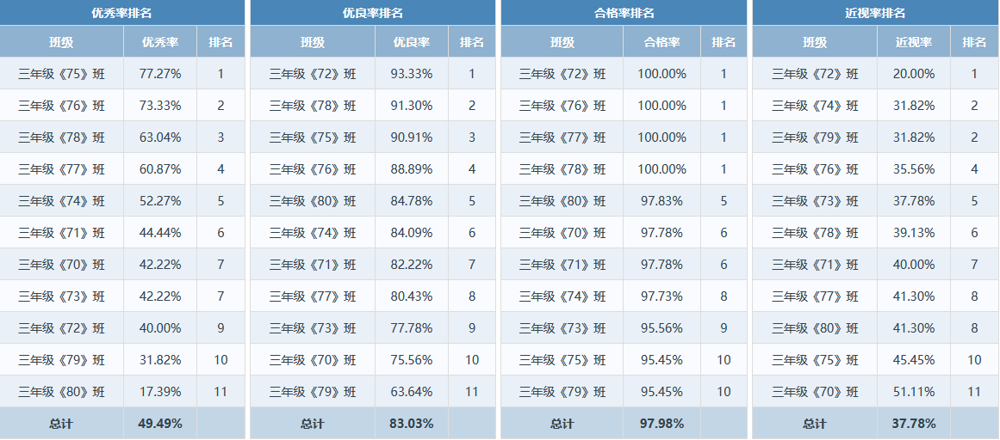 优秀率排名 优良率排名 合格率排名 近视率排名
班级 优秀率 排名 班级 优良率 排名 班级 合格率 排名 班级 近视率 排名
三年级《75》班 77.27% 1 三年级《72》班 93.33% 1 三年级《72》班 100.00% 1 三年级《72》班 20.00% 1
三年级《76》班 73.33% 2 三年级《78》班 91.30% 2 三年级《76》班 100.00% 1 三年级《74》班 31.82% 2
三年级《78》班 63.04% 3 三年级《75》班 90.91% 3 三年级《77》班 100.00% 1 三年级《79》班 31.82% 2
三年级《77》班 60.87% 4 三年级《76》班 88.89% 4 三年级《78》班 100.00% 1 三年级《76》班 35.56% 4
三年级《74》班 52.27% 5 三年级《80》班 84.78% 5 三年级《80》班 97.83% 5 三年级《73》班 37.78% 5
三年级《71》班 44.44% 6 三年级《74》班 84.09% 6 三年级《70》班 97.78% 6 三年级《78》班 39.13% 6
三年级《70》班 42.22% 7 三年级《71》班 82.22% 7 三年级《71》班 97.78% 6 三年级《71》班 40.00% 7
三年级《73》班 42.22% 7 三年级《77》班 80.43% 8 三年级《74》班 97.73% 8 三年级《77》班 41.30% 8
三年级《72》班 40.00% 9 三年级《73》班 77.78% 9 三年级《73》班 95.56% 9 三年级《80》班 41.30% 8
三年级《79》班 31.82% 10 三年级《70》班 75.56% 10 三年级《75》班 95.45% 10 三年级《75》班 45.45% 10
三年级《80》班 17.39% 11 三年级《79》班 63.64% 11 三年级《79》班 95.45% 10 三年级《70》班 51.11% 11
总计 49.49% 总计 83.03% 总计 97.98% 总计 37.78%